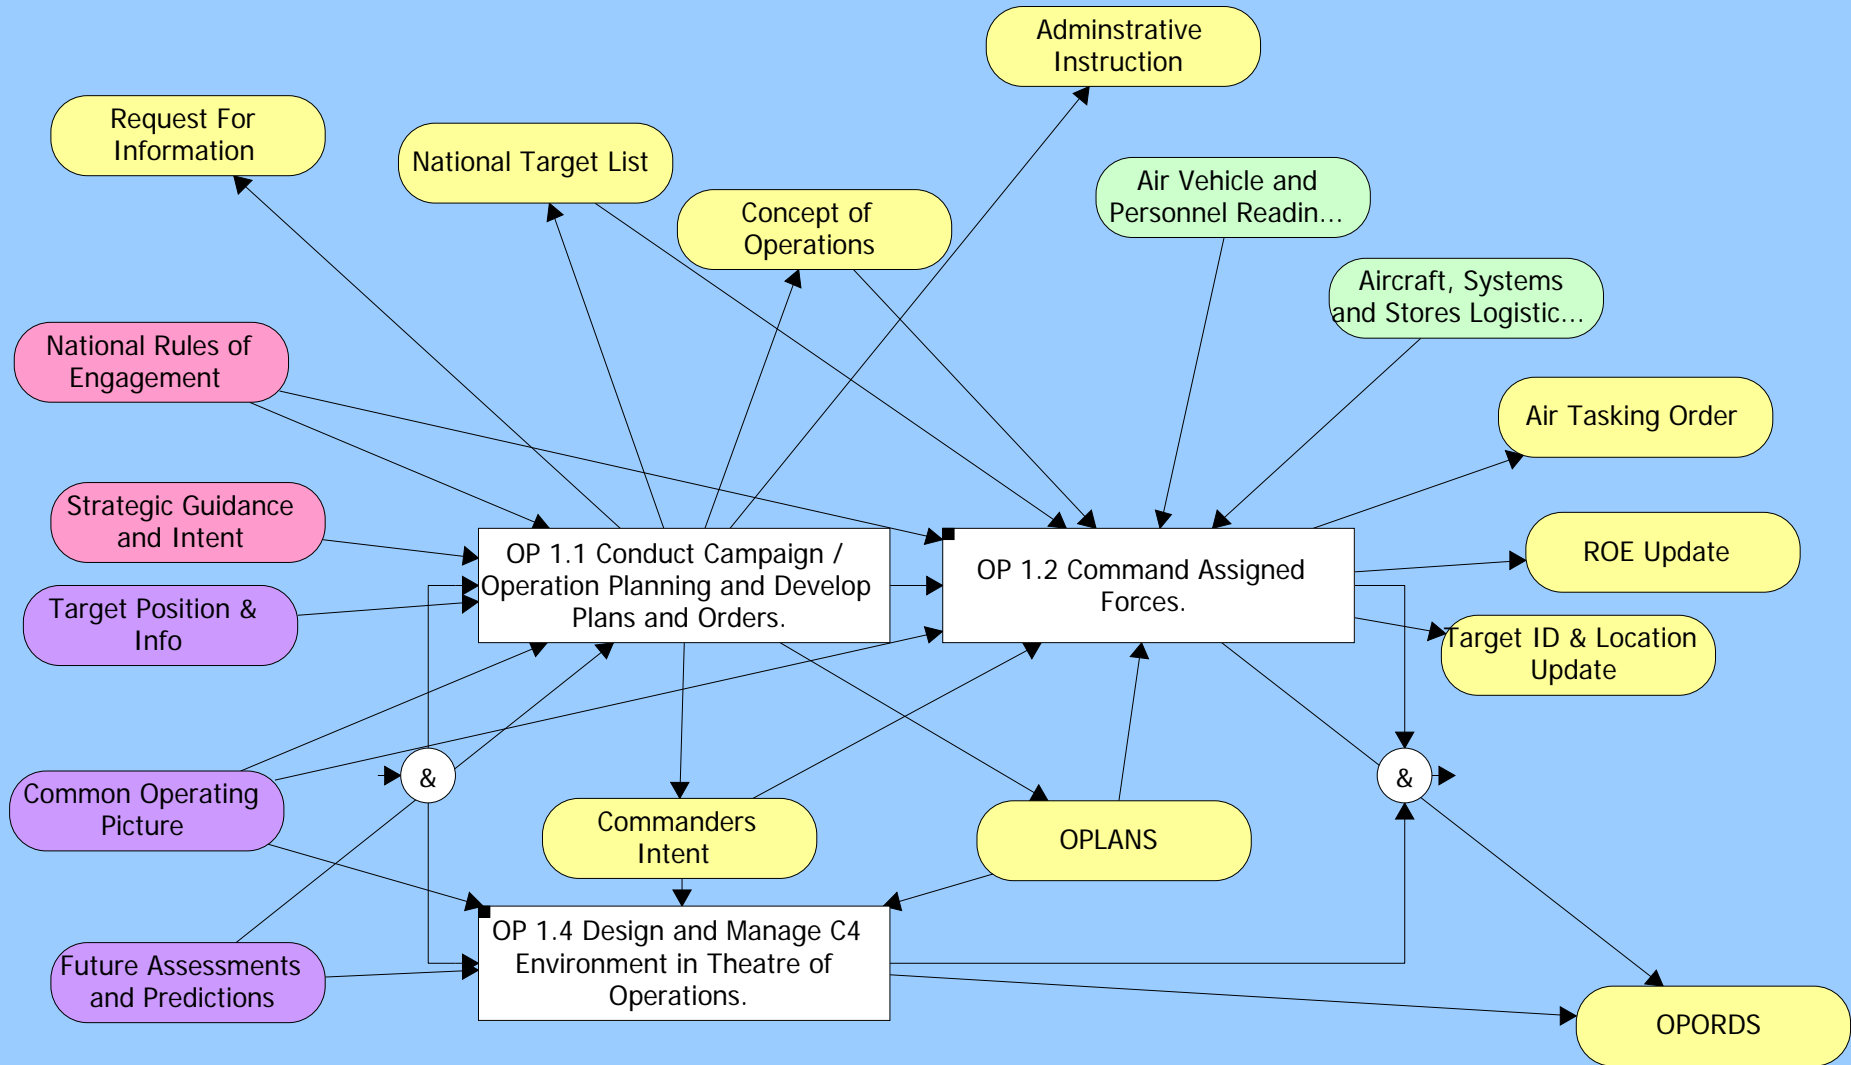 Adminstrative
Instruction
Request For
Information
National Target List
Concept of
Operations
Air Vehicle and
Personnel Readin...
Aircraft, Systems
and Stores Logistic...
National Rules of
Engagement
Air Tasking Order
Strategic Guidance
and Intent
OP 1.1 Conduct Campaign /
Operation Planning and Develop
Plans and Orders.
OP 1.2 Command Assigned
Forces.
ROE Update
Target Position &
Info
Target ID & Location
Update
Common Operating
Picture
&
Commanders
Intent
OPLANS
&
OP 1.4 Design and Manage C4
Environment in Theatre of
Operations.
Future Assessments
and Predictions
OPORDS